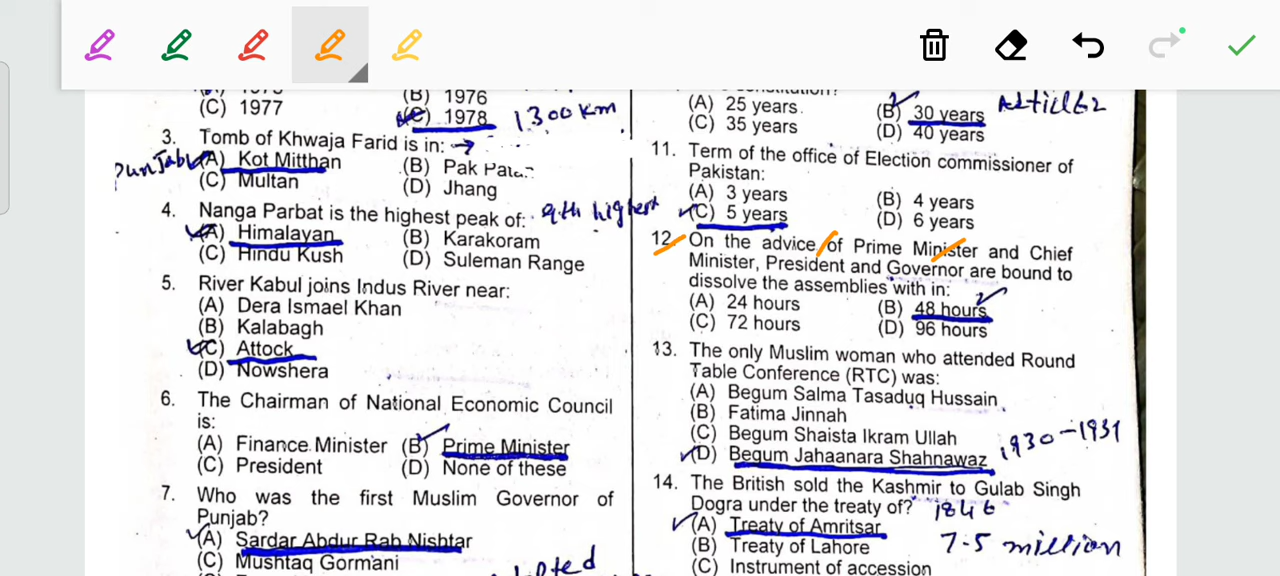 (C) 1977
(B) 1976
(C) 1978 1300 km
3. Tomb of Khwaja Farid is in:
Punjab (A) Kot Mitthan
(B) Pak
(C) Multan
(D) Jhang
4. Nanga Parbat is the highest peak of: 9th highest
(A) Himalayan
(B) Karakoram
(C) Hindu Kush
(D) Suleman Range
5. River Kabul joins Indus River near:
(A) Dera Ismael Khan
(B) Kalabagh
(C) Attock
(D) Nowshera
6. The Chairman of National Economic Council
is:
(A) Finance Minister (B) Prime Minister
(C) President
(D) None of these
7. Who was the first Muslim Governor of
Punjab?
(A) Sardar Abdur Rab Nishtar
(C) Mushtaq Gormani
(A) 25 years
(B) 30 years
(C) 35 years
(D) 40 years
11. Term of the office of Election commissioner of
Pakistan:
(A) 3 years
(B) 4 years
(C) 5 years
(D) 6 years
12. On the advice of Prime Minister and Chief
Minister, President and Governor are bound to
dissolve the assemblies with in:
(A) 24 hours
(B) 48 hours
(C) 72 hours
(D) 96 hours
13. The only Muslim woman who attended Round
Table Conference (RTC) was:
(A) Begum Salma Tasaduq Hussain
(B) Fatima Jinnah
(C) Begum Shaista Ikram Ullah
(D) Begum Jahaanara Shahnawaz 1930-1931
14. The British sold the Kashmir to Gulab Singh
Dogra under the treaty of? 1846
(A) Treaty of Amritsar
(B) Treaty of Lahore 7.5 million
(C) Instrument of accession